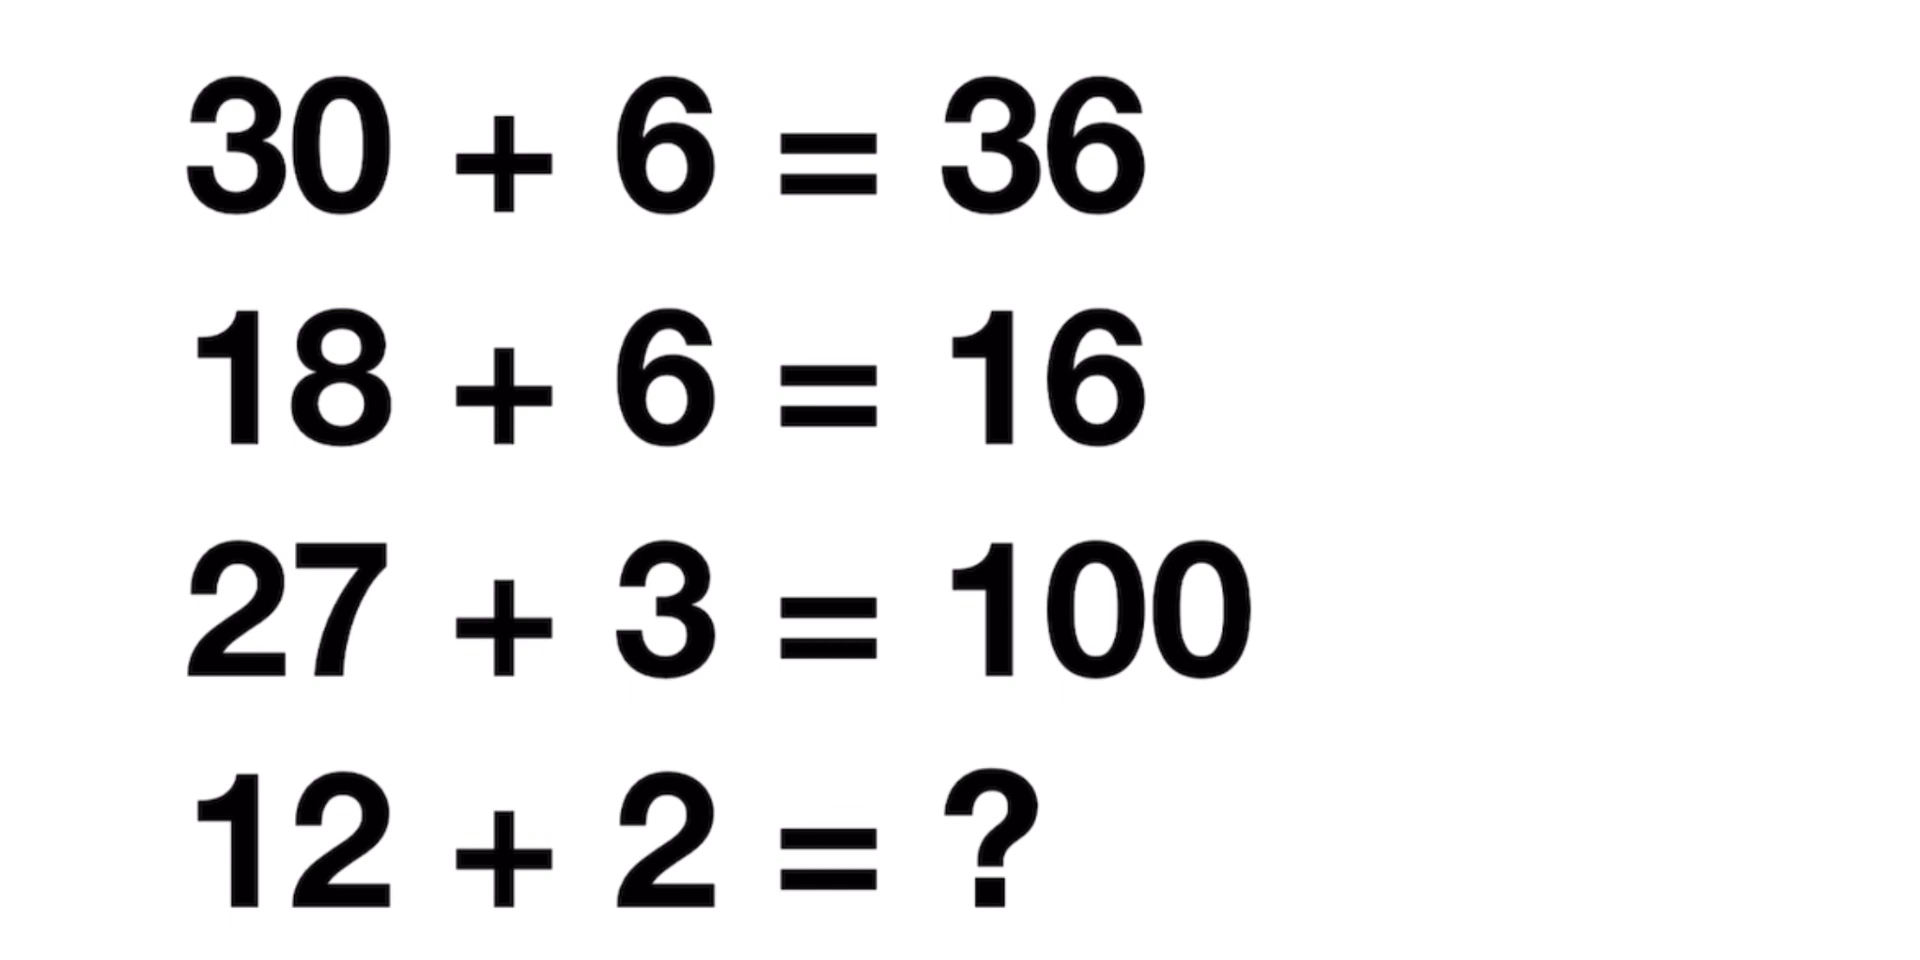 30 + 6 = 36
18 + 6 = 16
27 + 3 = 100
12 + 2 = ?